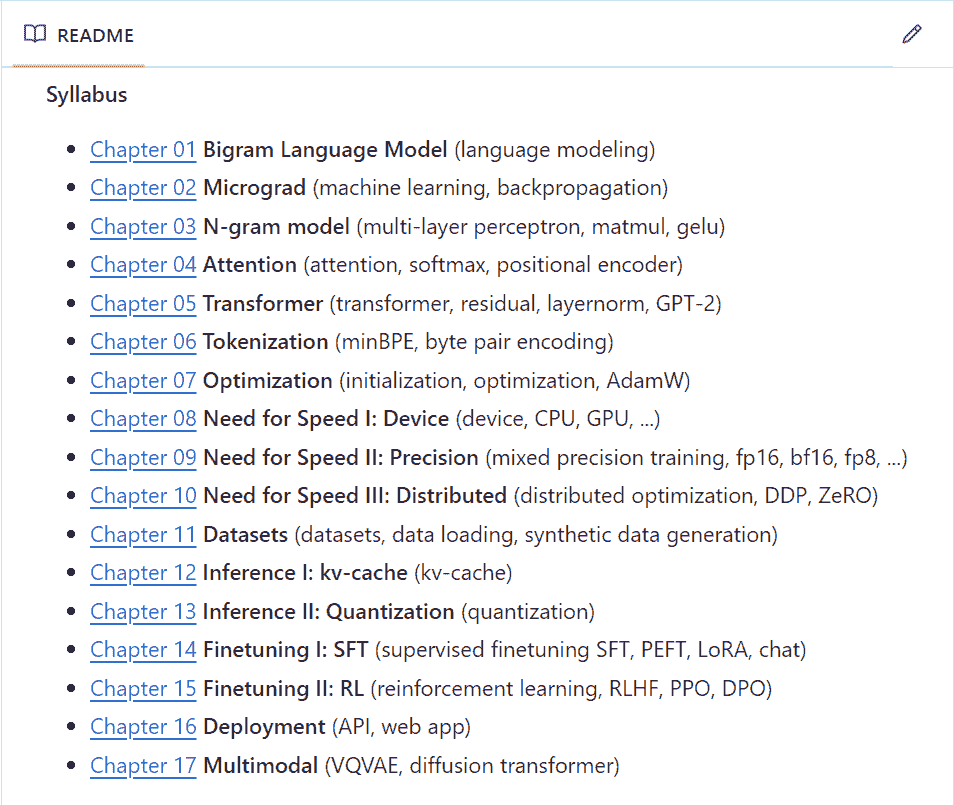 README
Syllabus
Chapter 01 Bigram Language Model (language modeling)
Chapter 02 Micrograd (machine learning, backpropagation)
Chapter 03 N-gram model (multi-layer perceptron, matmul, gelu)
Chapter 04 Attention (attention, softmax, positional encoder)
Chapter 05 Transformer (transformer, residual, layernorm, GPT-2)
Chapter 06 Tokenization (minBPE, byte pair encoding)
Chapter 07 Optimization (initialization, optimization, AdamW)
Chapter 08 Need for Speed I: Device (device, CPU, GPU, ...)
Chapter 09 Need for Speed II: Precision (mixed precision training, fp16, bf16, fp8, ...)
Chapter 10 Need for Speed III: Distributed (distributed optimization, DDP, ZeRO)
Chapter 11 Datasets (datasets, data loading, synthetic data generation)
Chapter 12 Inference I: kv-cache (kv-cache)
Chapter 13 Inference II: Quantization (quantization)
Chapter 14 Finetuning I: SFT (supervised finetuning SFT, PEFT, LoRA, chat)
Chapter 15 Finetuning II: RL (reinforcement learning, RLHF, PPO, DPO)
Chapter 16 Deployment (API, web app)
Chapter 17 Multimodal (VQVAE, diffusion transformer)